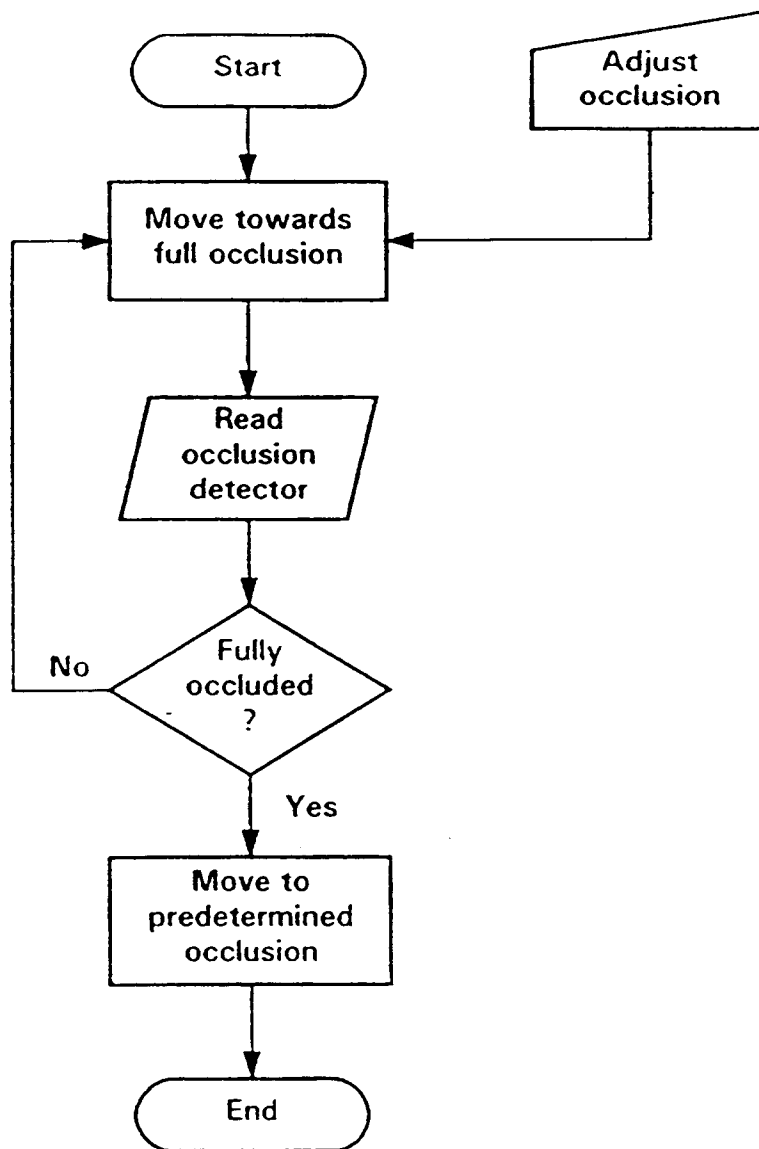 Start
Adjust
occlusion
Move towards
full occlusion
Read
occlusion
detector
Fully
occluded
?
No
Yes
Move to
predetermined
occlusion
End